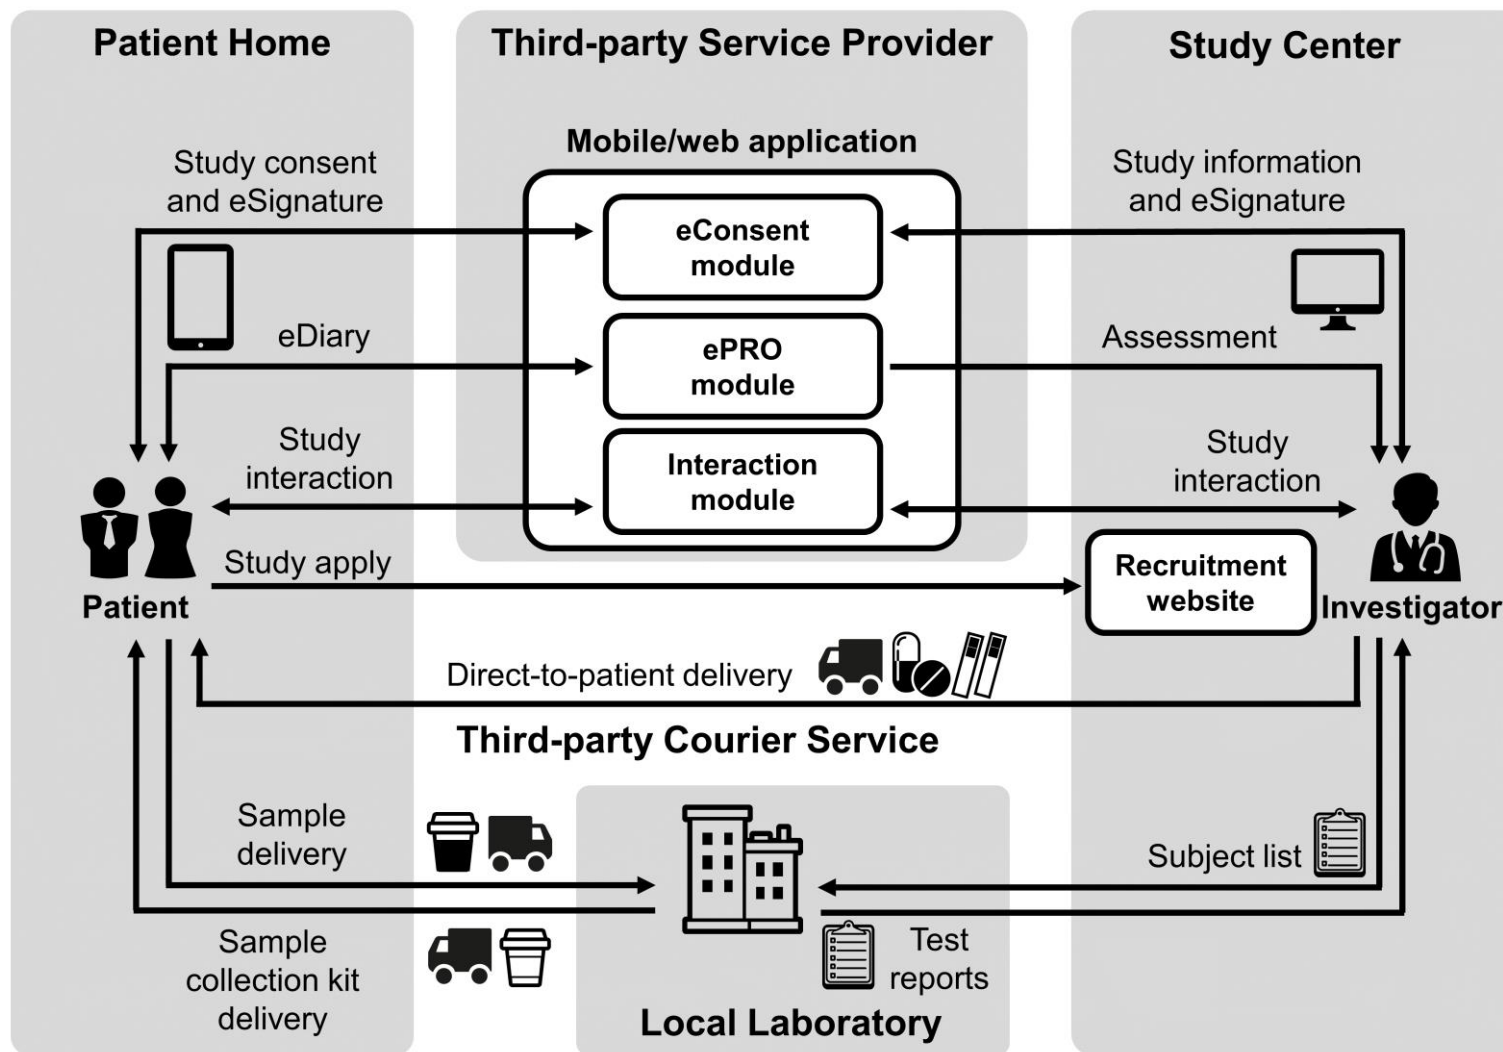 Patient Home
Third-party Service Provider
Study Center
Mobile/web application
Study consent
and eSignature
eConsent
module
Study information
and eSignature
eDiary
ePRO
module
Assessment
Study
interaction
Interaction
module
Study
interaction
Study apply
Recruitment
website
Patient
Investigator
Direct-to-patient delivery
Third-party Courier Service
Sample
delivery
Subject list
Sample
collection kit
delivery
Test
reports
Local Laboratory